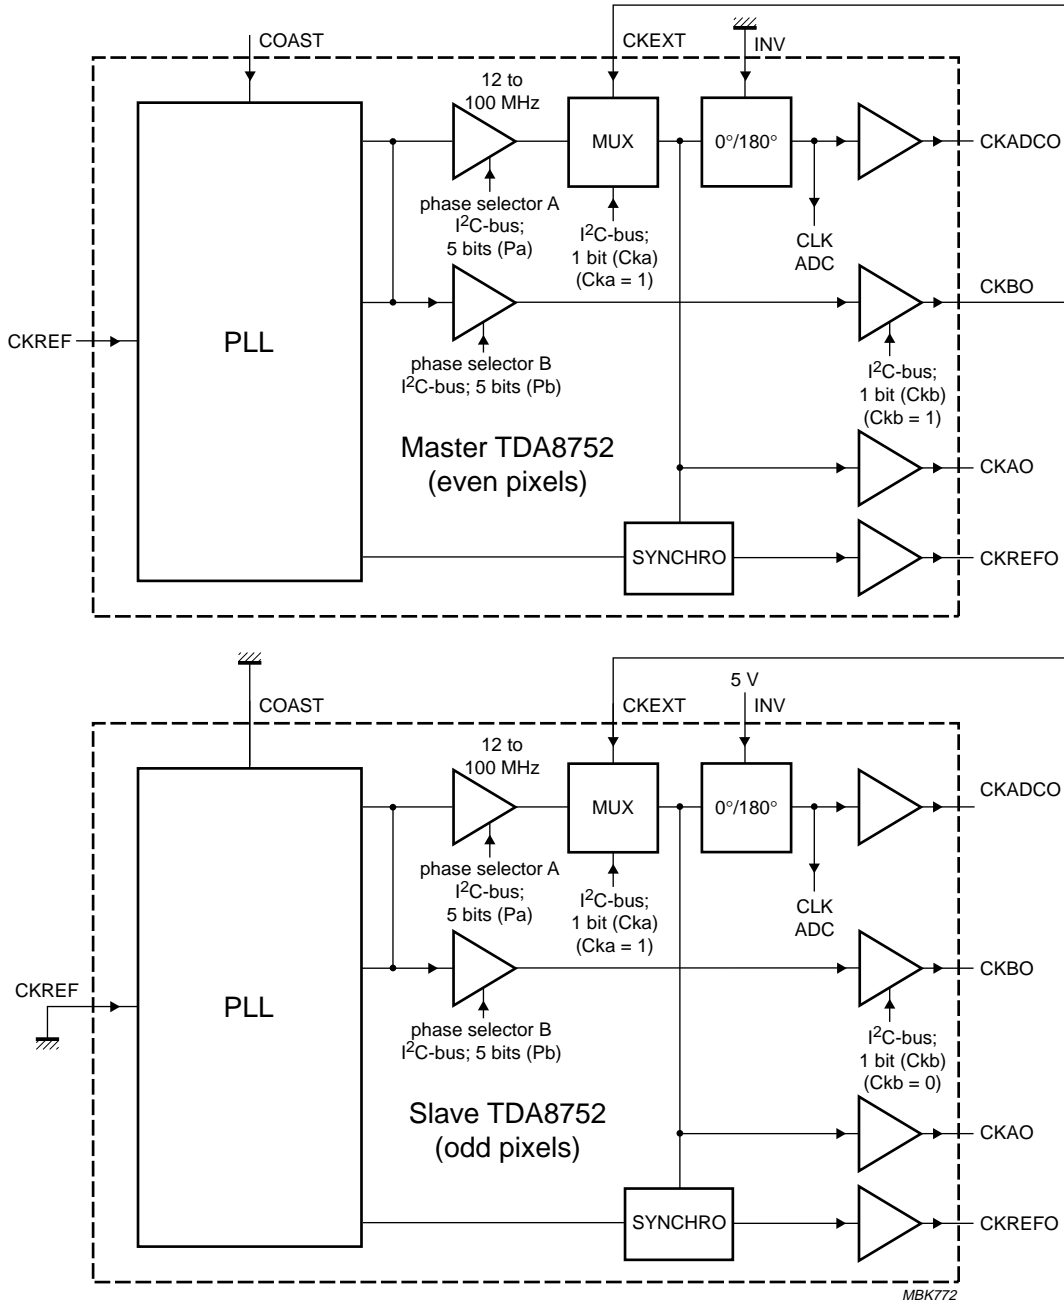 COAST
CKEXT
INV
12 to
100 MHz
MUX
0°/180°
CKADCO
phase selector A
I²C-bus;
5 bits (Pa)
I²C-bus;
1 bit (Cka)
(Cka = 1)
CLK
ADC
CKBO
CKREF
PLL
phase selector B
I²C-bus; 5 bits (Pb)
I²C-bus;
1 bit (Ckb)
(Ckb = 1)
Master TDA8752
(even pixels)
CKAO
SYNCHRO
CKREFO
COAST
CKEXT
5 V
INV
12 to
100 MHz
MUX
0°/180°
CKADCO
phase selector A
I²C-bus;
5 bits (Pa)
I²C-bus;
1 bit (Cka)
(Cka = 1)
CLK
ADC
CKBO
CKREF
PLL
phase selector B
I²C-bus; 5 bits (Pb)
I²C-bus;
1 bit (Ckb)
(Ckb = 0)
Slave TDA8752
(odd pixels)
CKAO
SYNCHRO
CKREFO
MBK772